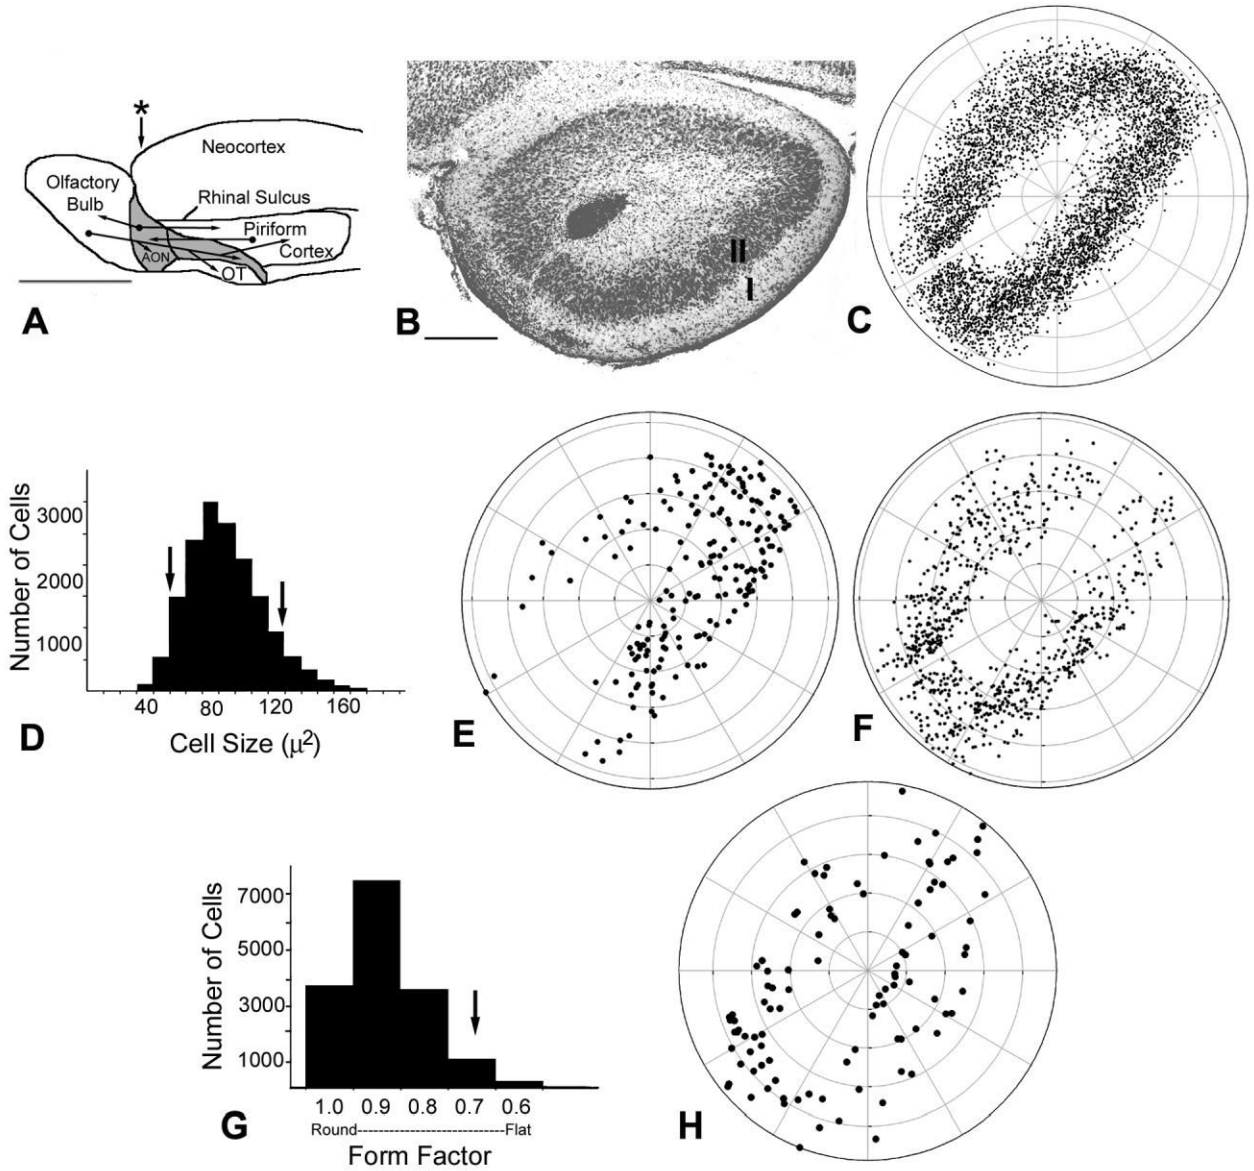 *
Neocortex
Olfactory
Bulb
Rhinal Sulcus
Piriform
Cortex
AON
OT
A
II
I
B
C
Number of Cells
3000
2000
1000
40 80 120 160
Cell Size (μ²)
D
E
F
Number of Cells
7000
5000
3000
1000
1.0 0.9 0.8 0.7 0.6
Round-----------------------Flat
Form Factor
G
H